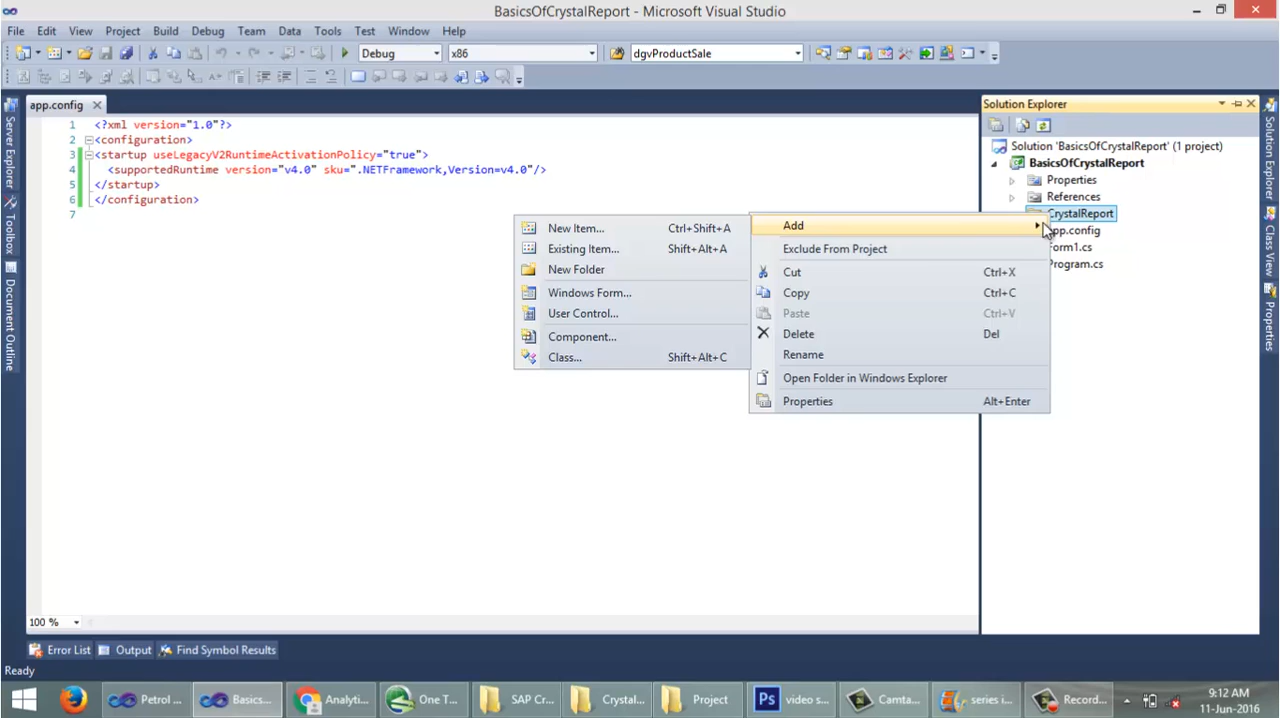 BasicsOfCrystalReport - Microsoft Visual Studio
File Edit View Project Build Debug Team Data Tools Test Window Help
Debug x86 dgvProductSale
app.config
1 <?xml version="1.0"?>
2 <configuration>
3 <startup useLegacyV2RuntimeActivationPolicy="true">
4 <supportedRuntime version="v4.0" sku=".NETFramework,Version=v4.0"/>
5 </startup>
6 </configuration>
7
Server Explorer
Toolbox
Document Outline
New Item... Ctrl+Shift+A
Existing Item... Shift+Alt+A
New Folder
Windows Form...
User Control...
Component...
Class... Shift+Alt+C
Add
Exclude From Project
Cut Ctrl+X
Copy Ctrl+C
Paste Ctrl+V
Delete Del
Rename
Open Folder in Windows Explorer
Properties Alt+Enter
Solution Explorer
Solution 'BasicsOfCrystalReport' (1 project)
BasicsOfCrystalReport
Properties
References
CrystalReport
pp.config
orm1.cs
Program.cs
Solution Explorer
Class View
Properties
100 %
Error List Output Find Symbol Results
Ready
Petrol ... Basics... Analyti... One T... SAP Cr... Crystal... Project Ps video s... Camta... series i... Record...
9:12 AM
11-Jun-2016